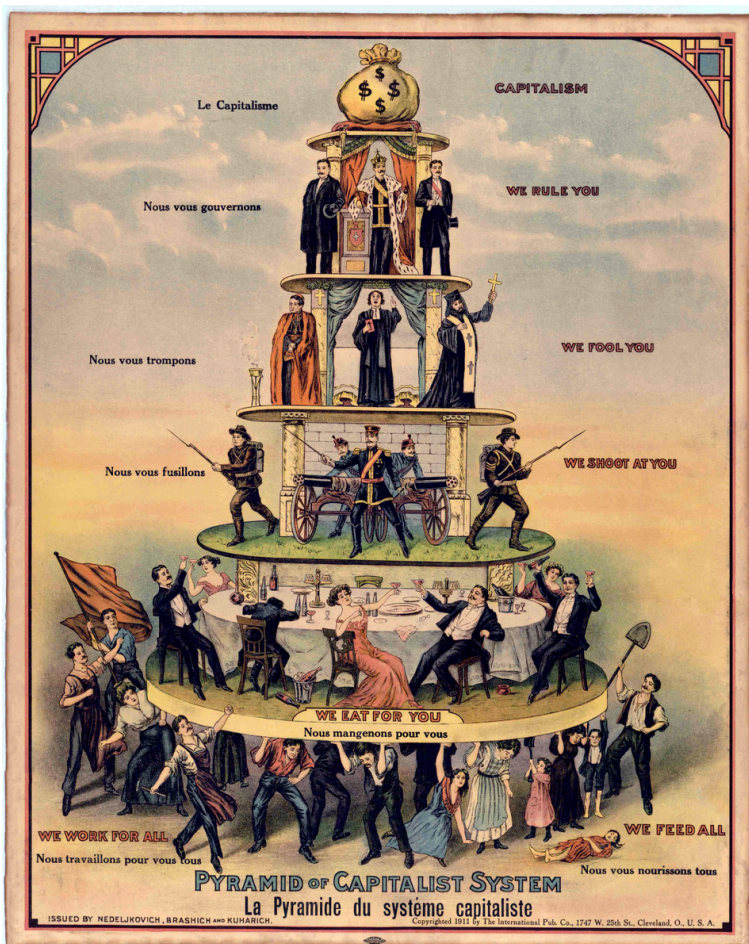 $ $ $ $
CAPITALISM
Le Capitalisme
WE RULE YOU
Nous vous gouvernons
WE FOOL YOU
Nous vous trompons
WE SHOOT AT YOU
Nous vous fusillons
WE EAT FOR YOU
Nous mangenons pour vous
WE WORK FOR ALL
WE FEED ALL
Nous travaillons pour vous tous
Nous vous nourissons tous
PYRAMID OF CAPITALIST SYSTEM
La Pyramide du système capitaliste
ISSUED BY NEDELJKOVICH, BRASHICH AND KUHARICH.
Copyrighted 1911 by The International Pub. Co., 1747 W. 25th St., Cleveland, O., U. S. A.